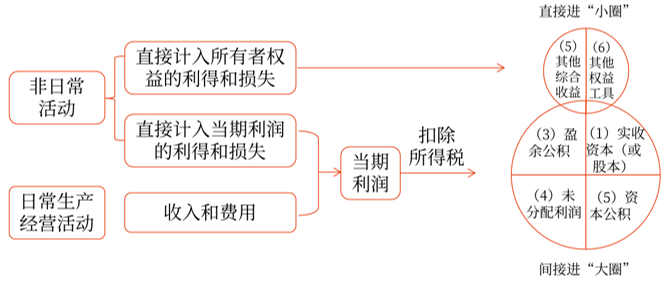 直接进“小圈”
非日常
活动
直接计入所有者权
益的利得和损失
直接计入当期利润
的利得和损失
日常生产
经营活动
收入和费用
当期
利润
扣除
所得税
（5）
其他
综合
收益
（6）
其他
权益
工具
（3）盈
余公积
（1）实收
资本（或
股本）
（4）未
分配利润
（5）资
本公积
间接进“大圈”